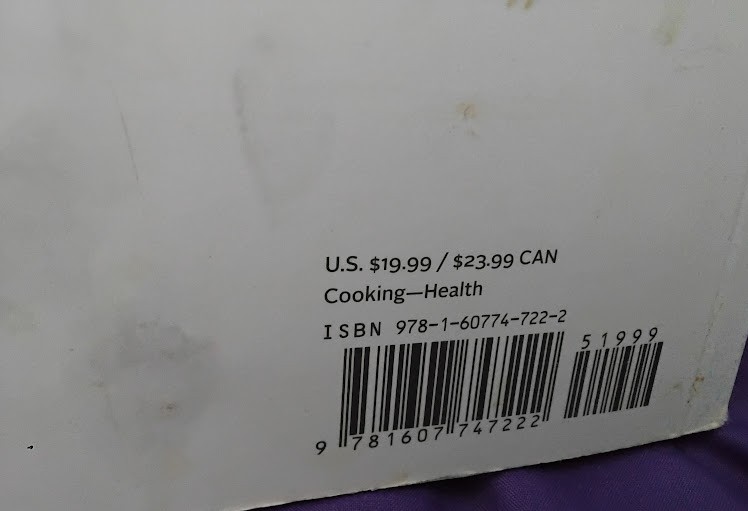 U.S. $19.99 / $23.99 CAN
Cooking—Health
ISBN 978-1-60774-722-2
51999
9 781607 747222